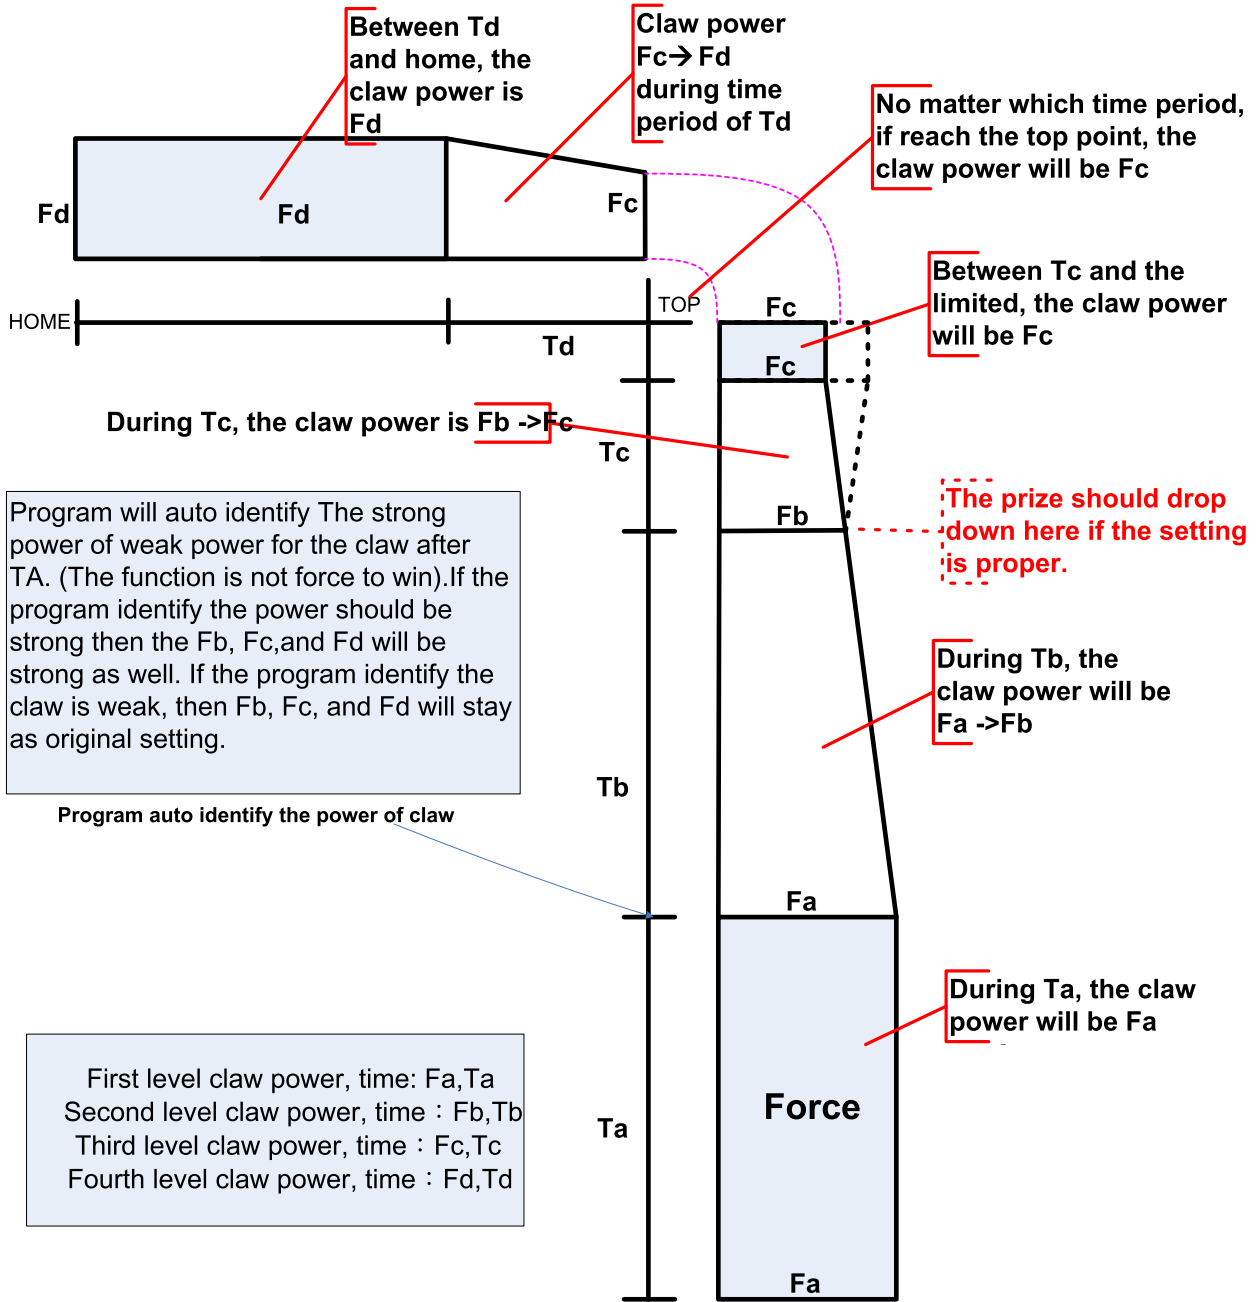 Between Td
and home, the
claw power is
Fd
Claw power
Fc→ Fd
during time
period of Td
No matter which time period,
if reach the top point, the
claw power will be Fc
Fd
Fd
Fc
Between Tc and the
limited, the claw power
will be Fc
HOME
TOP
Fc
Td
Fc
During Tc, the claw power is Fb ->Fc
Tc
The prize should drop
down here if the setting
is proper.
Fb
Program will auto identify The strong
power of weak power for the claw after
TA. (The function is not force to win).If the
program identify the power should be
strong then the Fb, Fc,and Fd will be
strong as well. If the program identify the
claw is weak, then Fb, Fc, and Fd will stay
as original setting.
During Tb, the
claw power will be
Fa ->Fb
Tb
Program auto identify the power of claw
Fa
During Ta, the claw
power will be Fa
First level claw power, time: Fa,Ta
Second level claw power, time：Fb,Tb
Third level claw power, time：Fc,Tc
Fourth level claw power, time：Fd,Td
Force
Ta
Fa